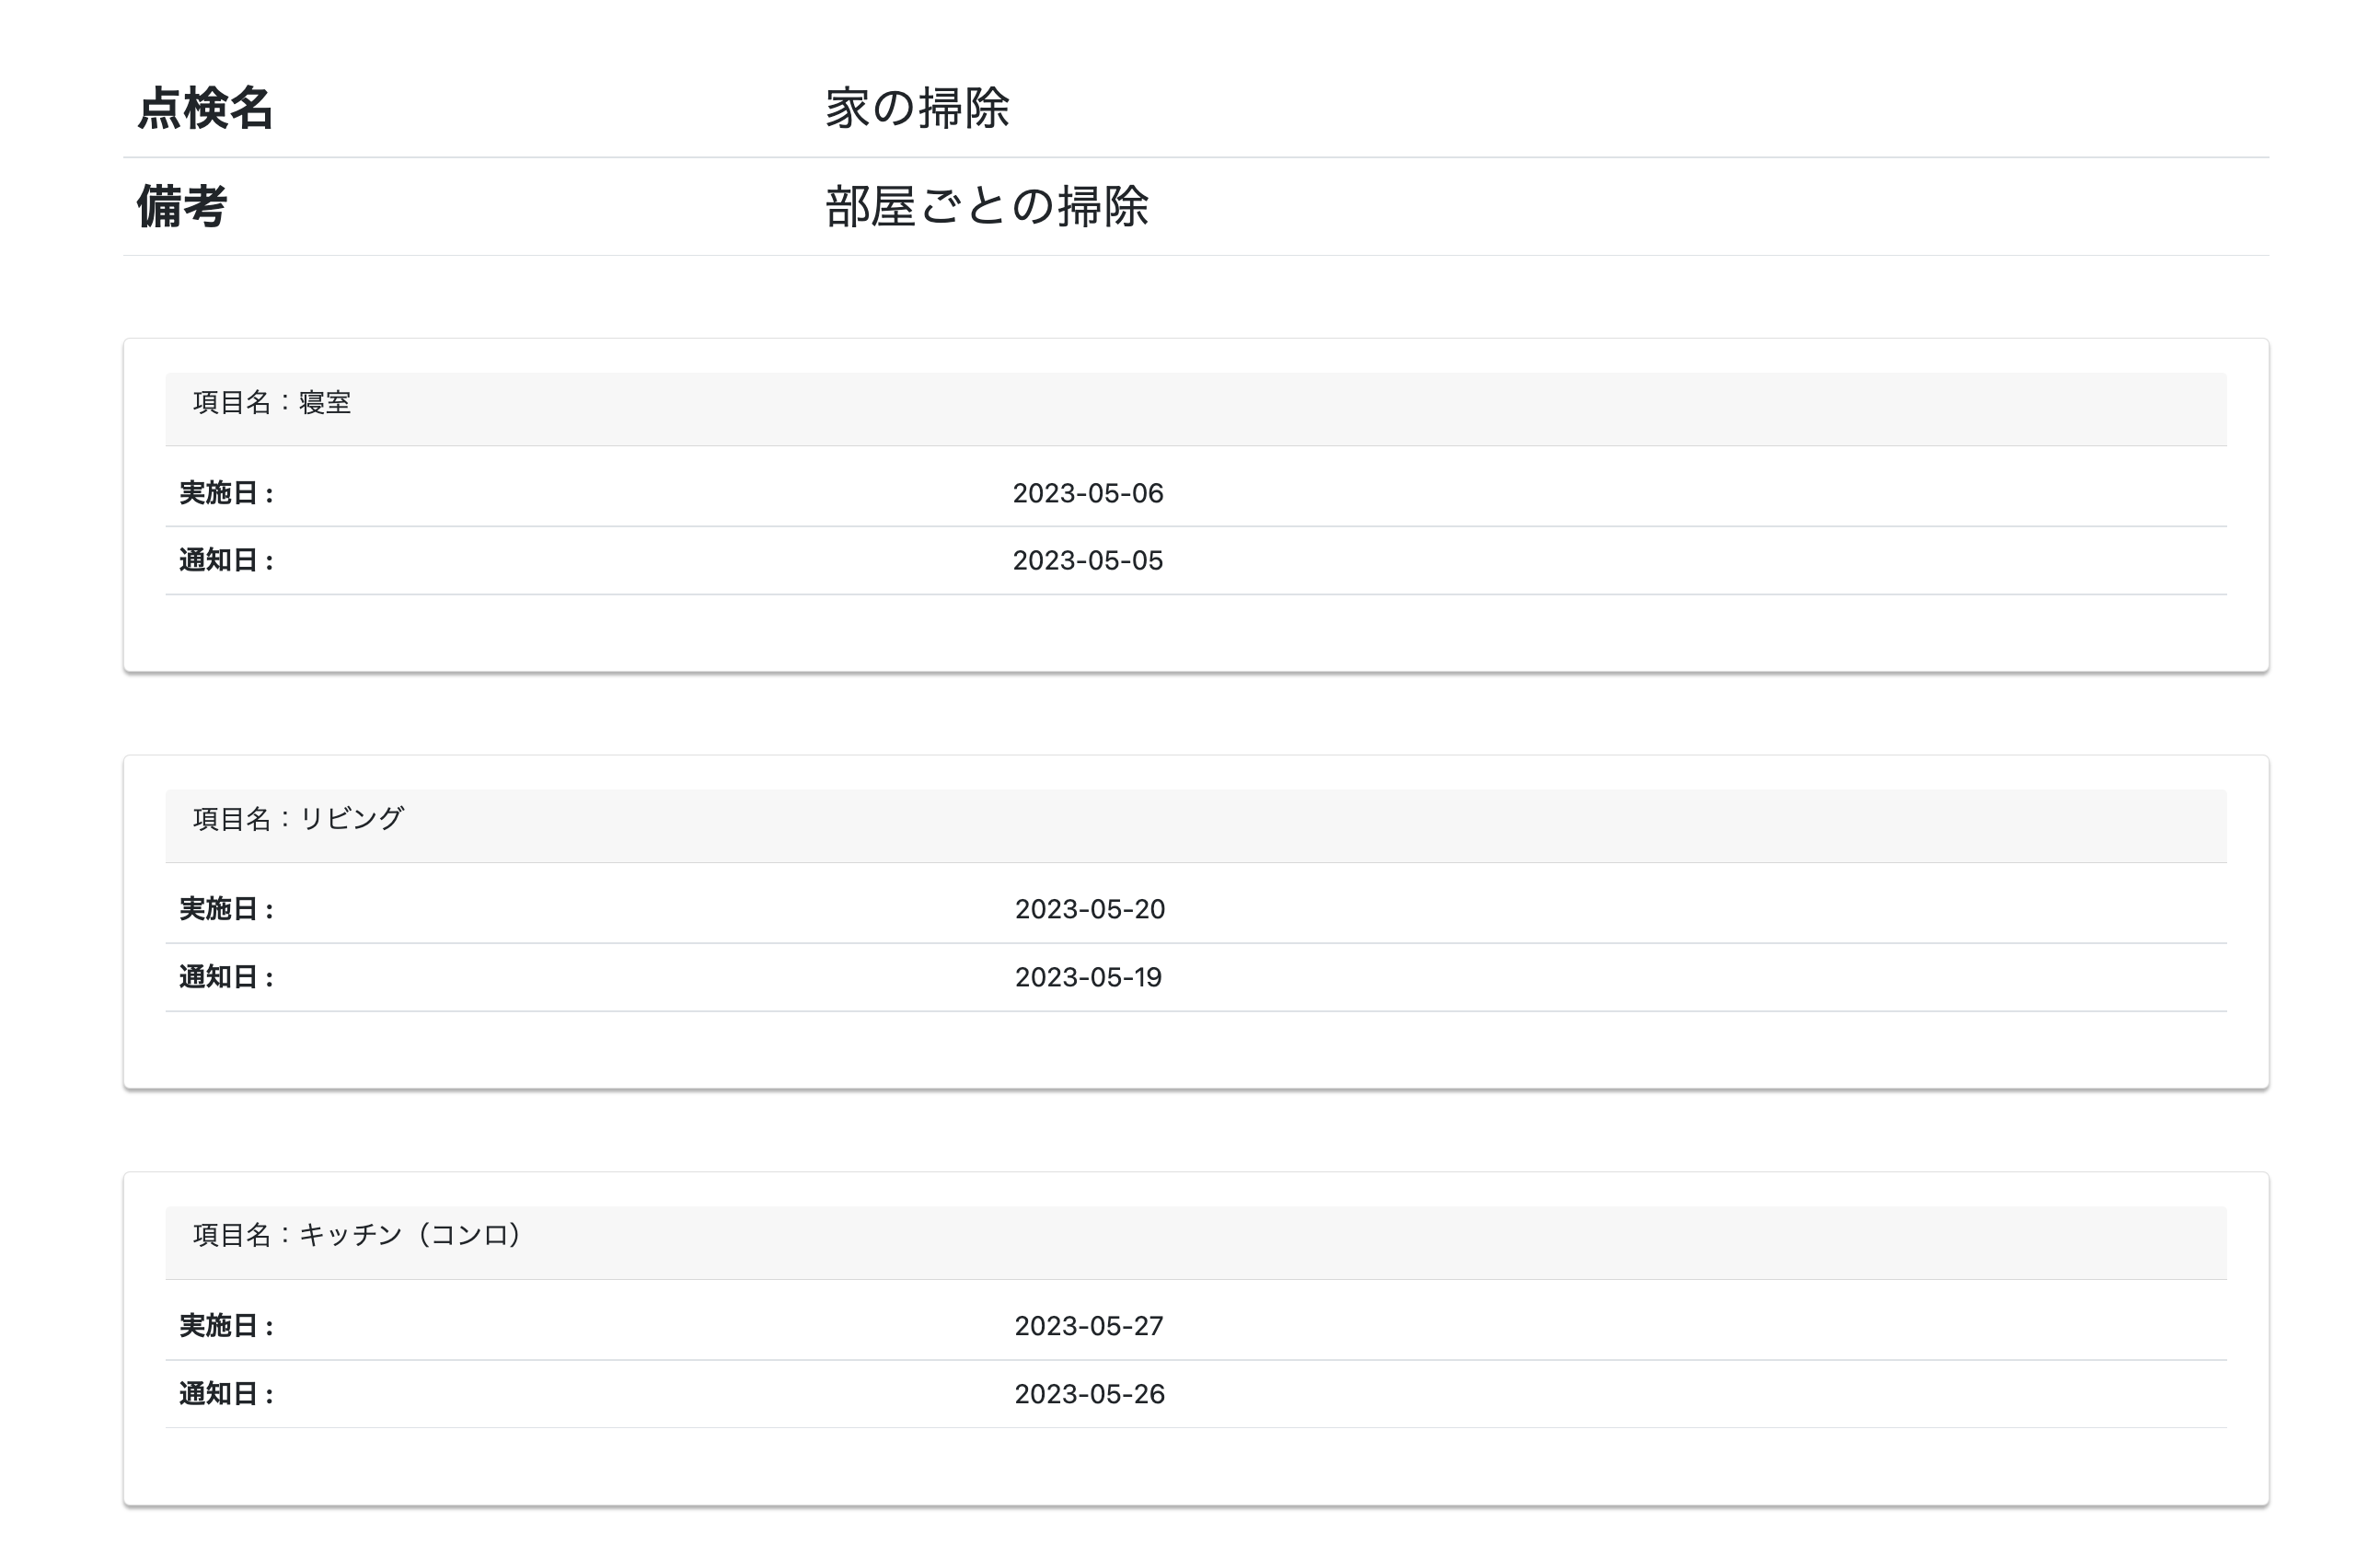 点検名 家の掃除
備考 部屋ごとの掃除
項目名：寝室
実施日： 2023-05-06
通知日： 2023-05-05
項目名：リビング
実施日： 2023-05-20
通知日： 2023-05-19
項目名：キッチン（コンロ）
実施日： 2023-05-27
通知日： 2023-05-26